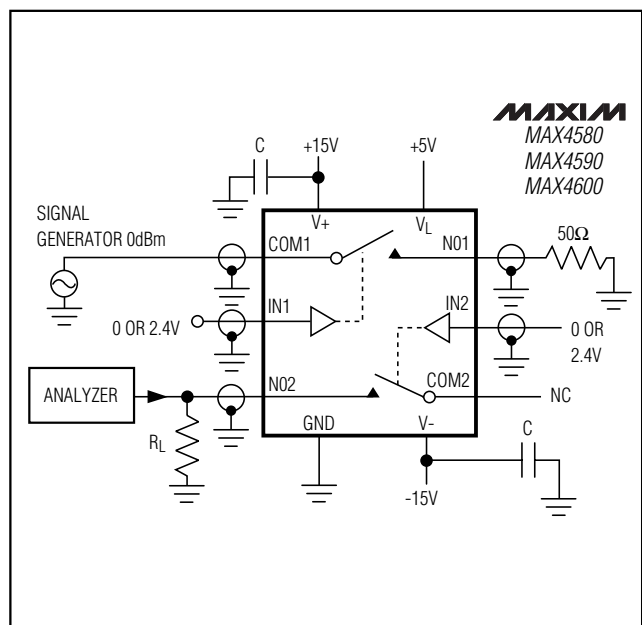 MAXIM
MAX4580
MAX4590
MAX4600
C
+15V
+5V
SIGNAL
GENERATOR 0dBm
V+
VL
COM1
N01
50Ω
IN1
IN2
0 OR 2.4V
0 OR
2.4V
ANALYZER
N02
COM2
NC
RL
GND
V-
C
-15V